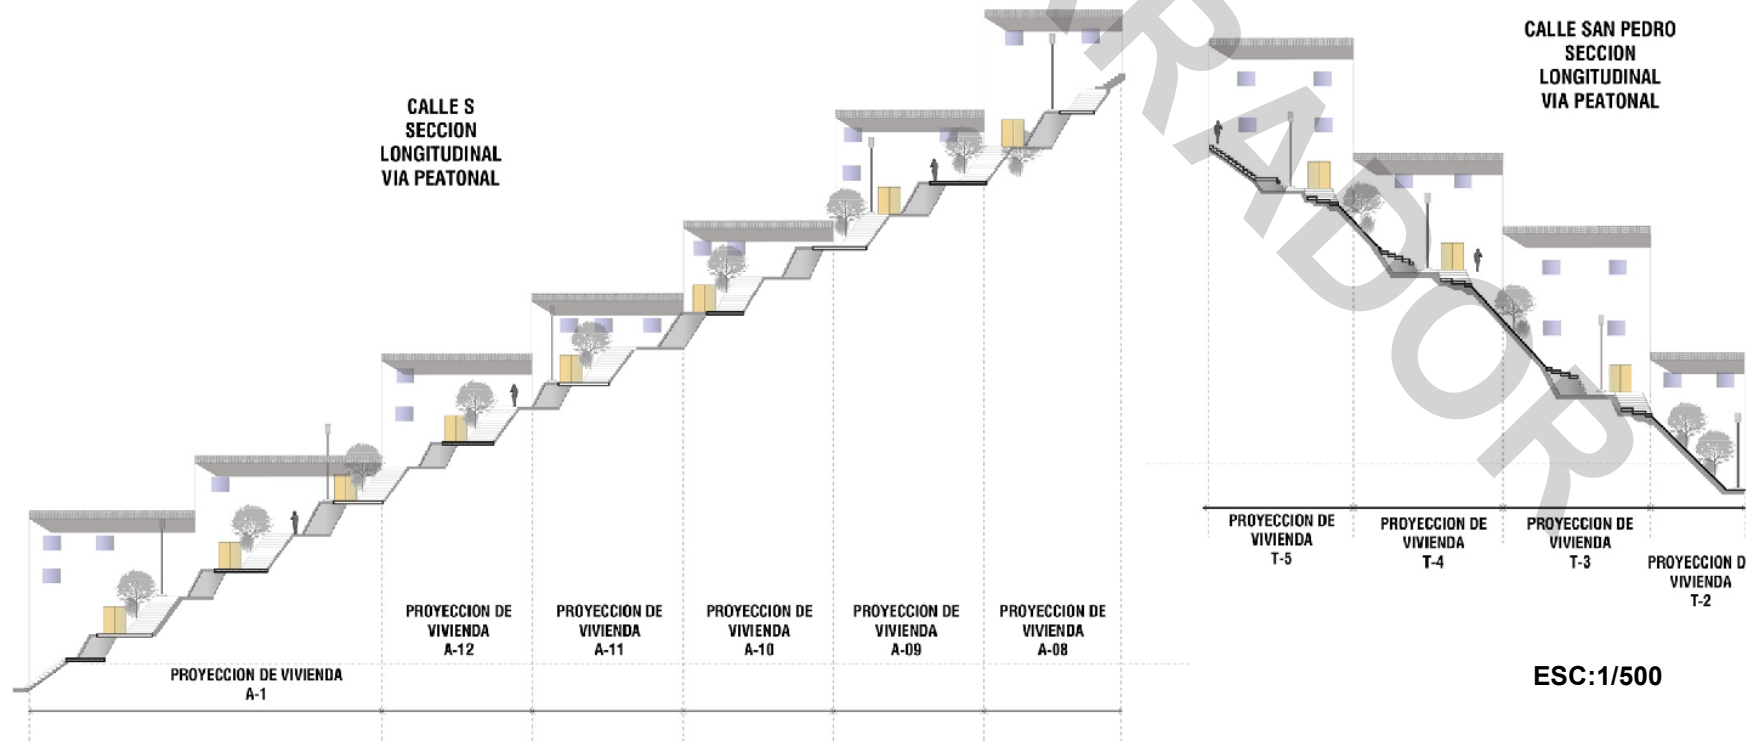 CALLE S
SECCION
LONGITUDINAL
VIA PEATONAL
CALLE SAN PEDRO
SECCION
LONGITUDINAL
VIA PEATONAL
RADOR
PROYECCION DE VIVIENDA
A-1
PROYECCION DE
VIVIENDA
A-12
PROYECCION DE
VIVIENDA
A-11
PROYECCION DE
VIVIENDA
A-10
PROYECCION DE
VIVIENDA
A-09
PROYECCION DE
VIVIENDA
A-08
PROYECCION DE
VIVIENDA
T-5
PROYECCION DE
VIVIENDA
T-4
PROYECCION DE
VIVIENDA
T-3
PROYECCION D
VIVIENDA
T-2
ESC:1/500